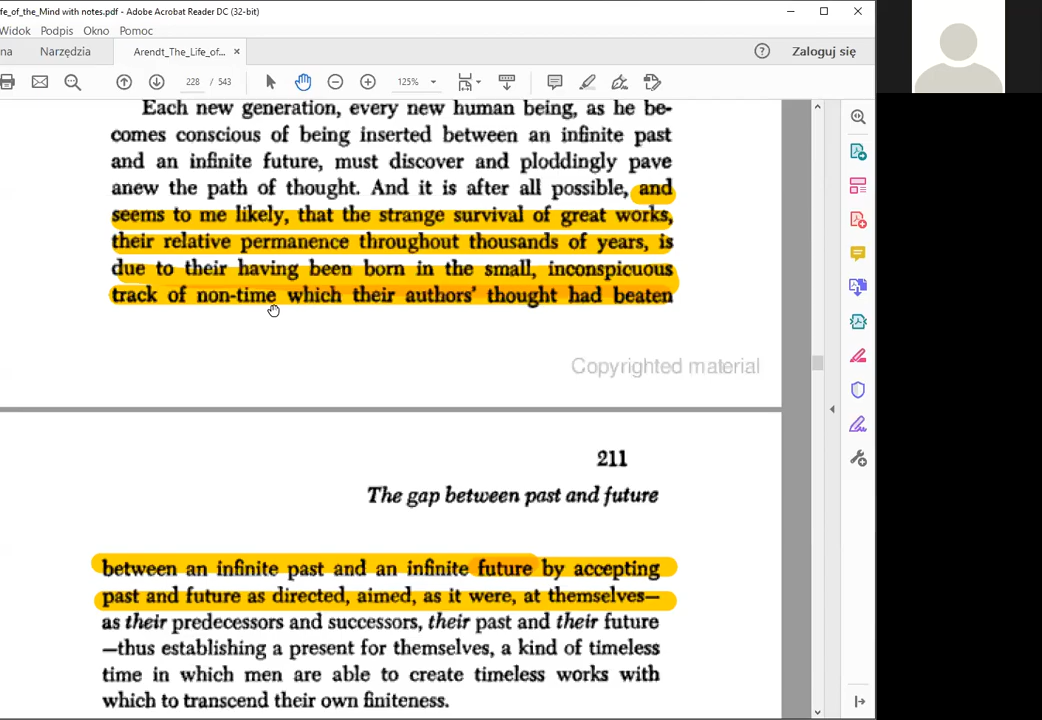 fe_of_the_Mind with notes.pdf - Adobe Acrobat Reader DC (32-bit)
Widok Podpis Okno Pomoc
na Narzędzia Arendt_The_Life_of... × Zaloguj się
228 / 543 125%
Each new generation, every new human being, as he be-
comes conscious of being inserted between an infinite past
and an infinite future, must discover and ploddingly pave
anew the path of thought. And it is after all possible, and
seems to me likely, that the strange survival of great works,
their relative permanence throughout thousands of years, is
due to their having been born in the small, inconspicuous
track of non-time which their authors' thought had beaten
Copyrighted material
211
The gap between past and future
between an infinite past and an infinite future by accepting
past and future as directed, aimed, as it were, at themselves—
as their predecessors and successors, their past and their future
—thus establishing a present for themselves, a kind of timeless
time in which men are able to create timeless works with
which to transcend their own finiteness.